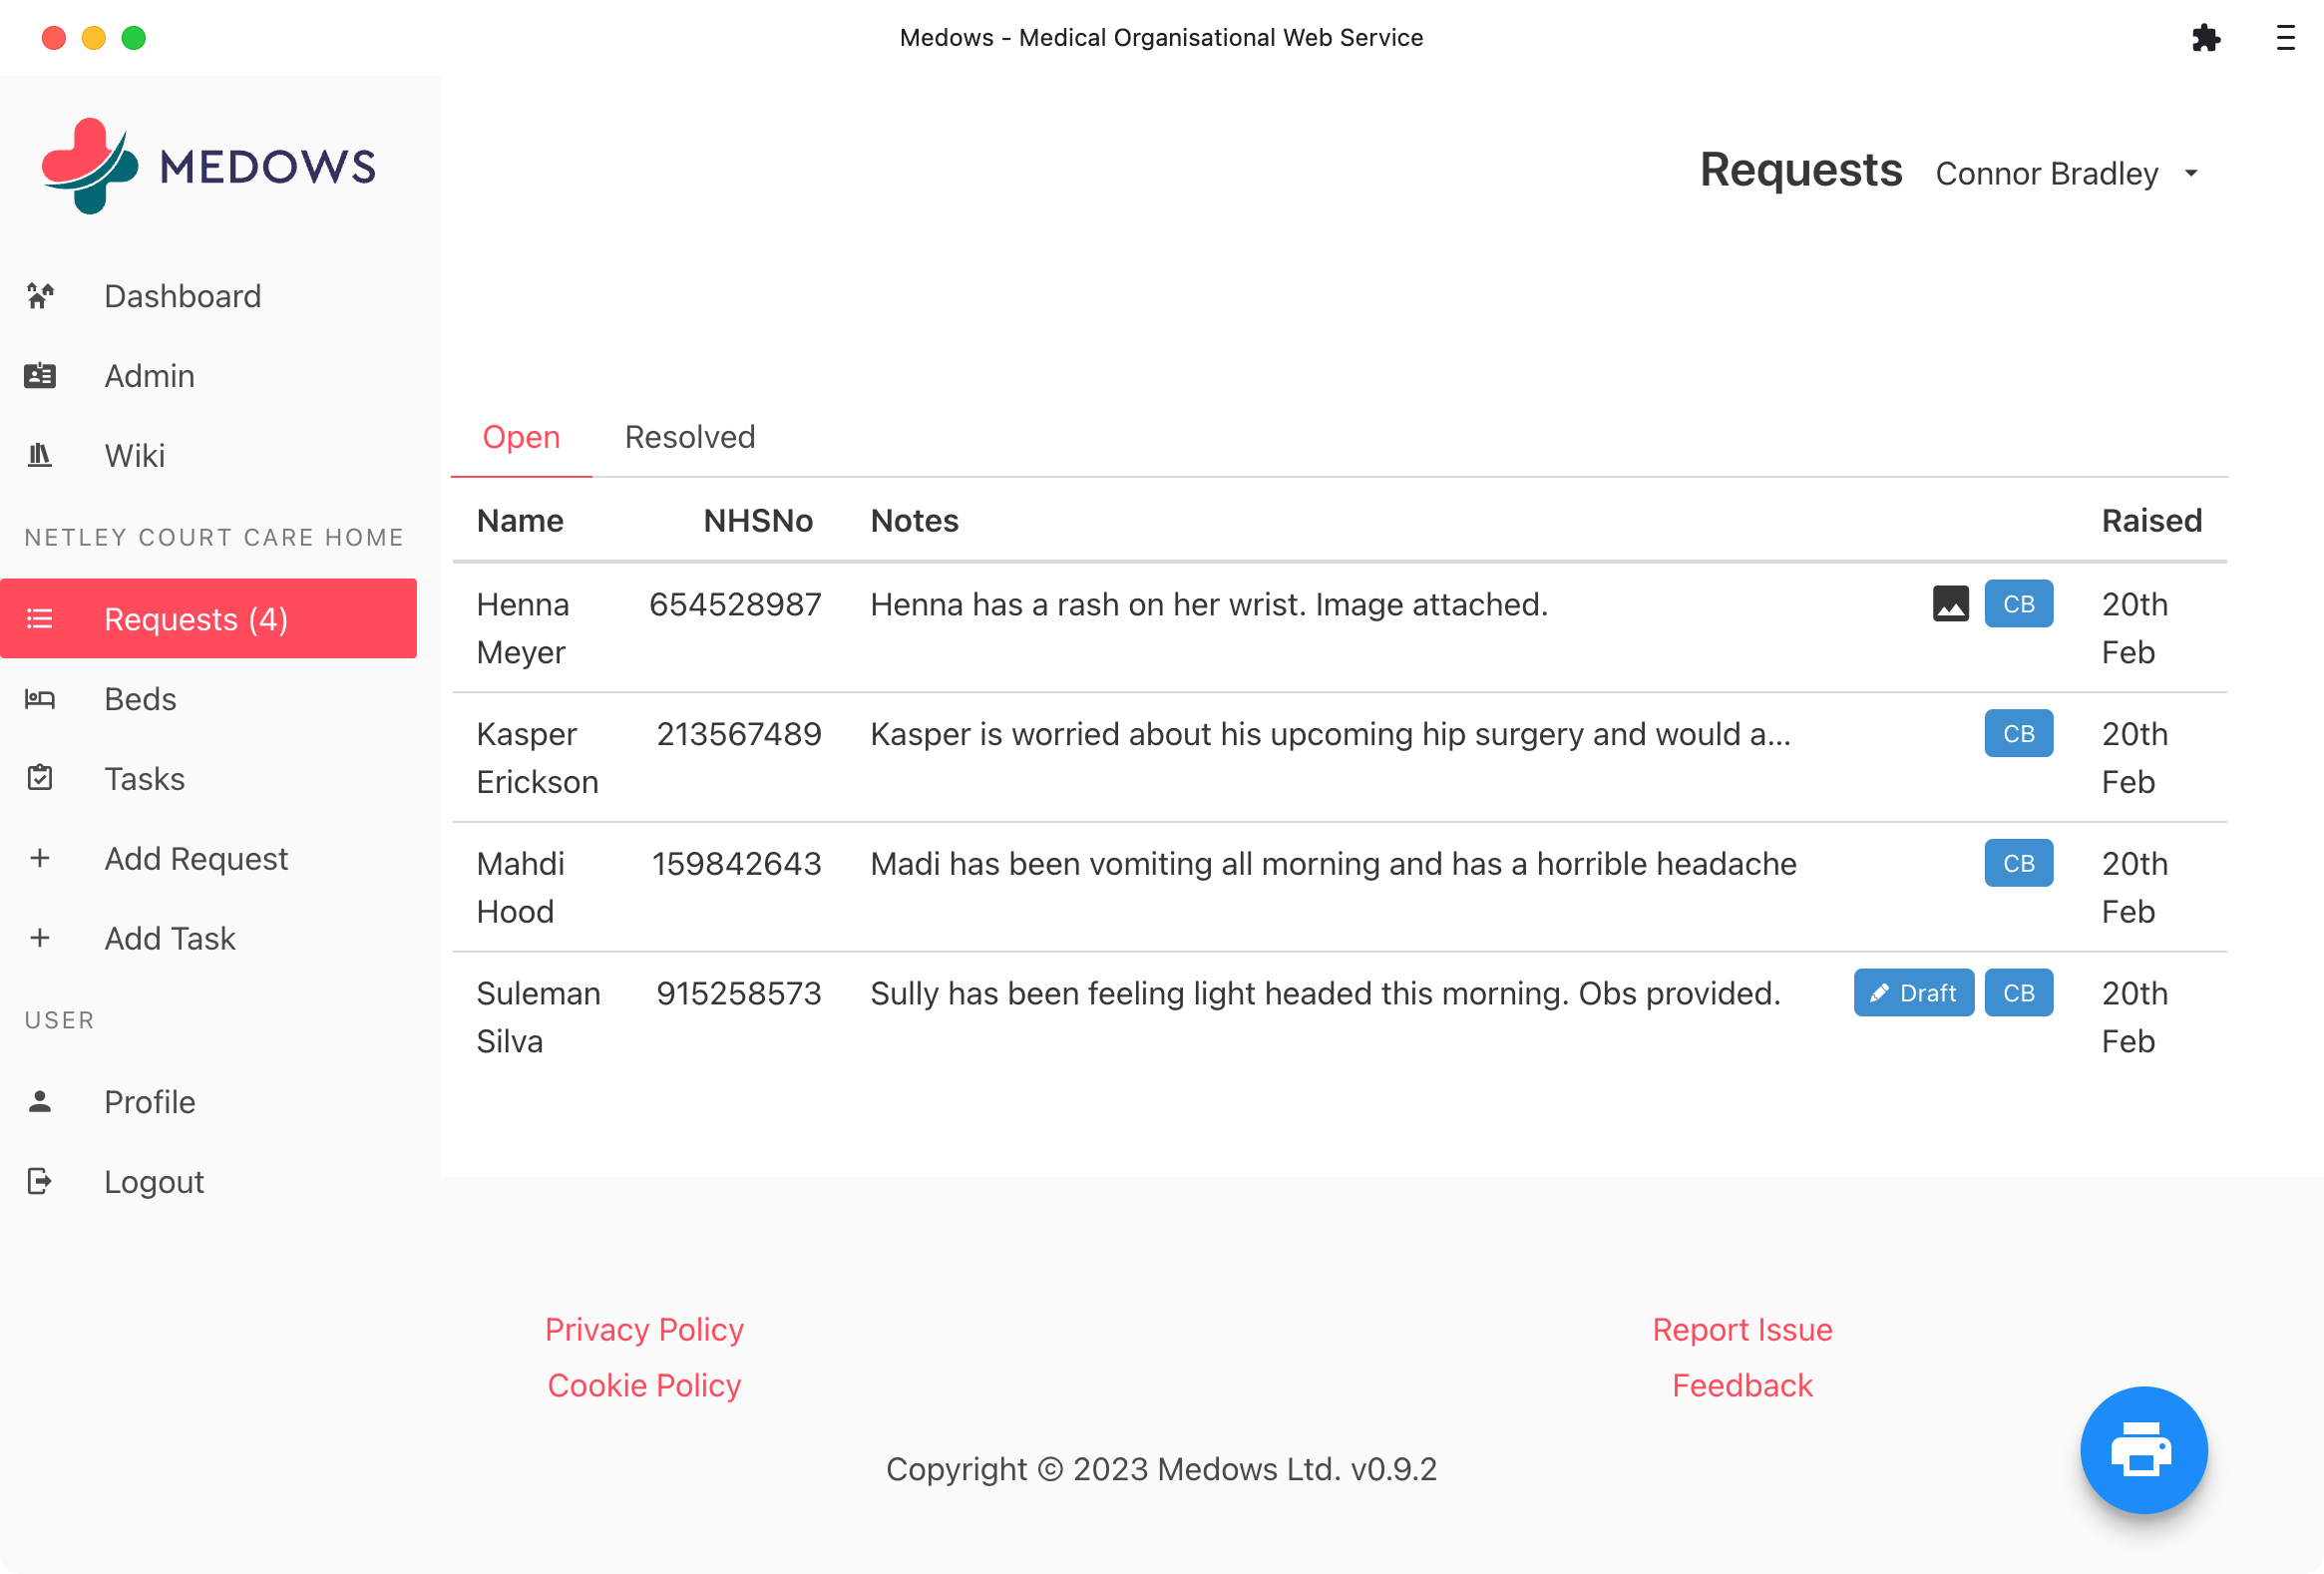 Medows - Medical Organisational Web Service
MEDOWS
Requests Connor Bradley
Dashboard
Admin
Wiki
NETLEY COURT CARE HOME
Requests (4)
Beds
Tasks
Add Request
Add Task
USER
Profile
Logout
Open Resolved
Name NHSNo Notes Raised
Henna 654528987 Henna has a rash on her wrist. Image attached. CB 20th
Meyer Feb
Kasper 213567489 Kasper is worried about his upcoming hip surgery and would a... CB 20th
Erickson Feb
Mahdi 159842643 Madi has been vomiting all morning and has a horrible headache CB 20th
Hood Feb
Suleman 915258573 Sully has been feeling light headed this morning. Obs provided. Draft CB 20th
Silva Feb
Privacy Policy Report Issue
Cookie Policy Feedback
Copyright © 2023 Medows Ltd. v0.9.2